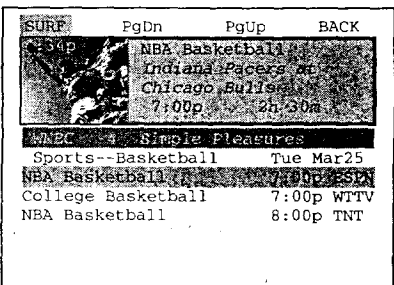 SURF PgDn PgUp BACK
NBA Basketball
Indiana Pacers at
Chicago Bulls
7:00p 2h 30m
WNBC 4 Simple Pleasures
Sports--Basketball Tue Mar25
NBA Basketball 7:00p ESPN
College Basketball 7:00p WTTV
NBA Basketball 8:00p TNT